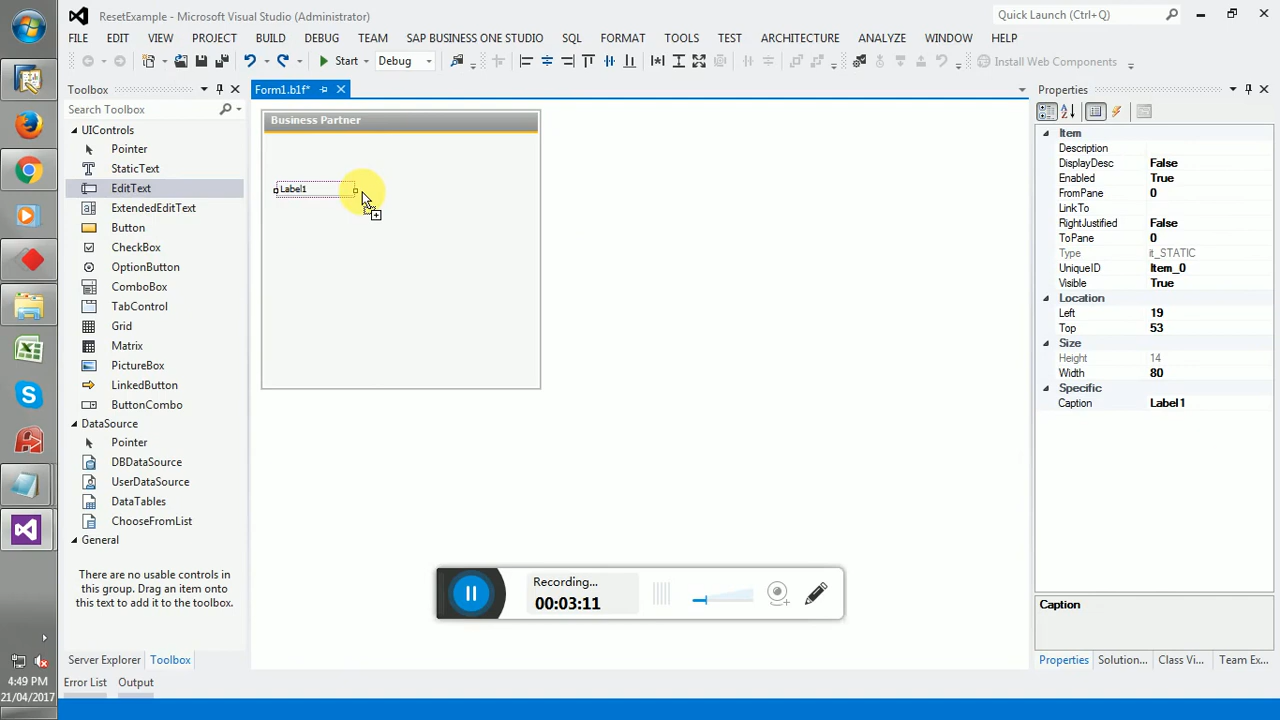 ResetExample - Microsoft Visual Studio (Administrator)
Quick Launch (Ctrl+Q)
FILE EDIT VIEW PROJECT BUILD DEBUG TEAM SAP BUSINESS ONE STUDIO SQL FORMAT TOOLS TEST ARCHITECTURE ANALYZE WINDOW HELP
Start Debug Install Web Components
Toolbox
Search Toolbox
UIControls
Pointer
StaticText
EditText
ExtendedEditText
Button
CheckBox
OptionButton
ComboBox
TabControl
Grid
Matrix
PictureBox
LinkedButton
ButtonCombo
DataSource
Pointer
DBDataSource
UserDataSource
DataTables
ChooseFromList
General
There are no usable controls in
this group. Drag an item onto
this text to add it to the toolbox.
Server Explorer Toolbox
Error List Output
Form1.b1f*
Business Partner
Label1
Recording...
00:03:11
Properties
Item
Description
DisplayDesc False
Enabled True
FromPane 0
LinkTo
RightJustified False
ToPane 0
Type it_STATIC
UniqueID Item_0
Visible True
Location
Left 19
Top 53
Size
Height 14
Width 80
Specific
Caption Label1
Caption
Properties Solution... Class Vi... Team Ex...
4:49 PM
21/04/2017